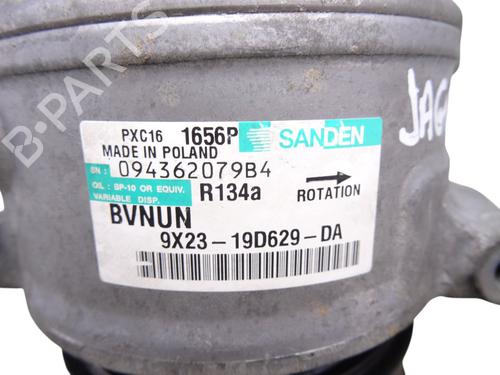 PXC16 1656P SANDEN
MADE IN POLAND
SN : 094362079B4
OIL : SP-10 OR EQUIV. R134a
VARIABLE DISP. ROTATION
BVNUN
9X23-19D629-DA
JAG
B-PARTS